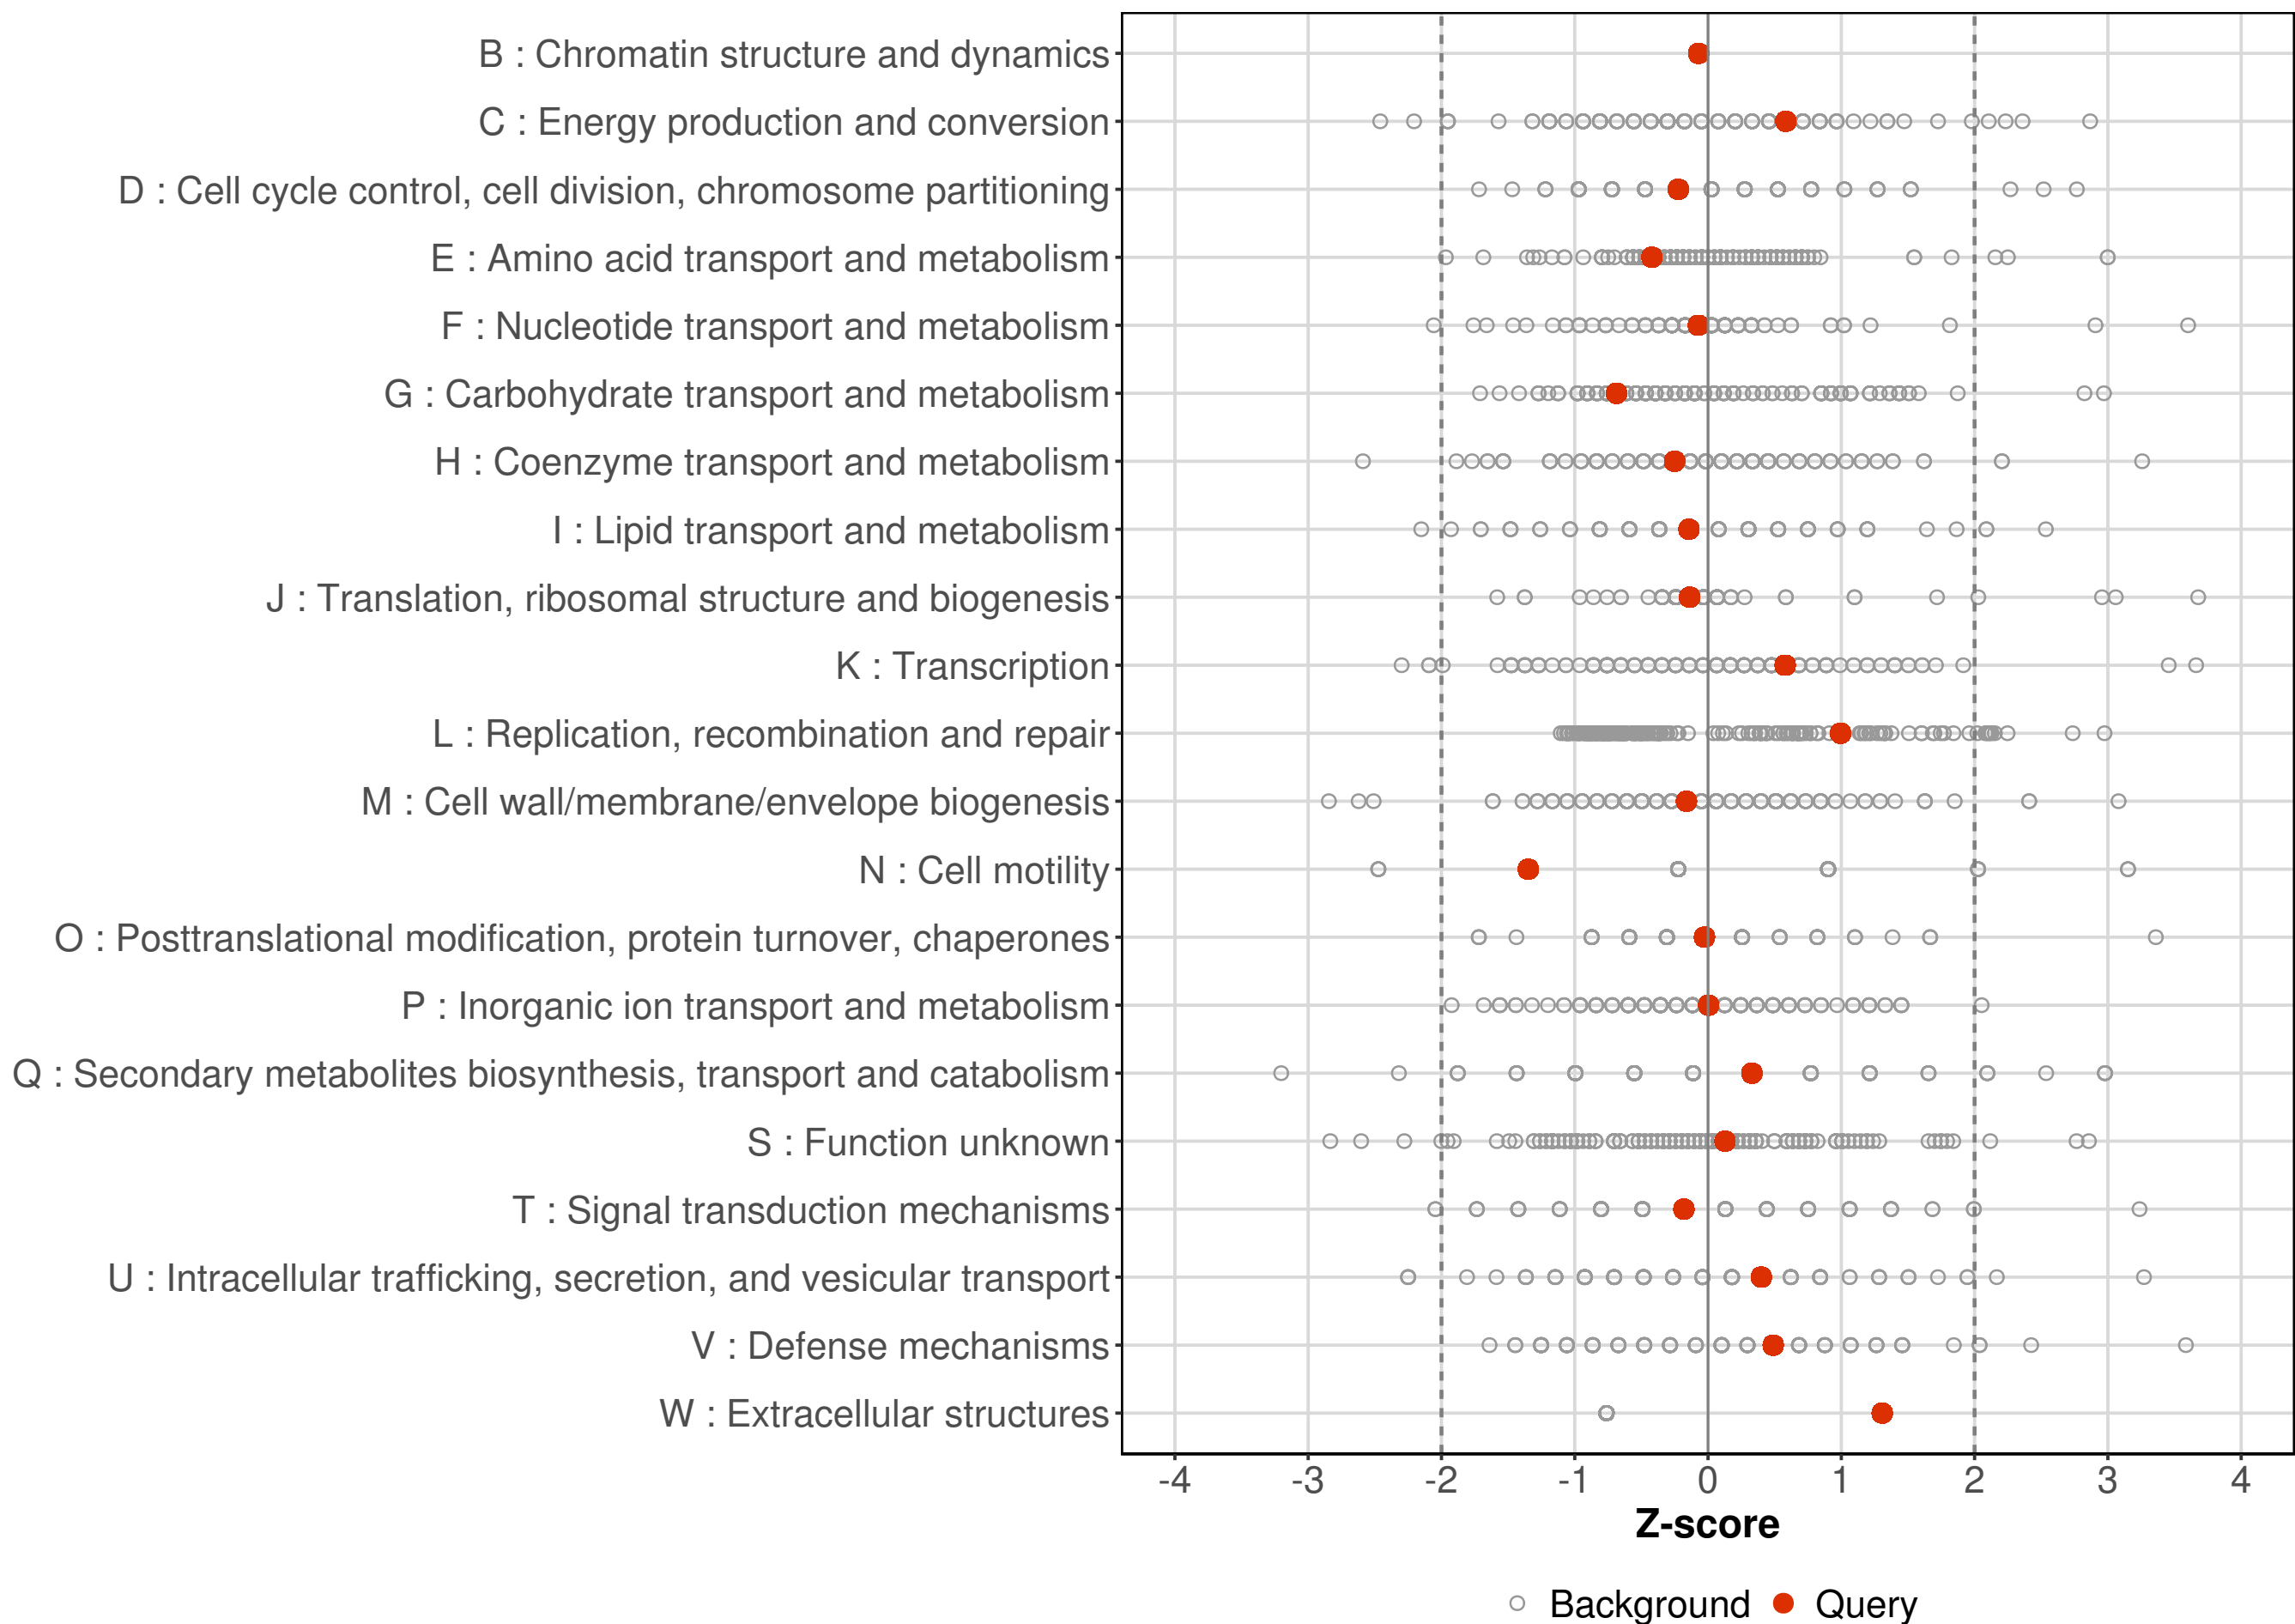 B : Chromatin structure and dynamics
C : Energy production and conversion
D : Cell cycle control, cell division, chromosome partitioning
E : Amino acid transport and metabolism
F : Nucleotide transport and metabolism
G : Carbohydrate transport and metabolism
H : Coenzyme transport and metabolism
I : Lipid transport and metabolism
J : Translation, ribosomal structure and biogenesis
K : Transcription
L : Replication, recombination and repair
M : Cell wall/membrane/envelope biogenesis
N : Cell motility
O : Posttranslational modification, protein turnover, chaperones
P : Inorganic ion transport and metabolism
Q : Secondary metabolites biosynthesis, transport and catabolism
S : Function unknown
T : Signal transduction mechanisms
U : Intracellular trafficking, secretion, and vesicular transport
V : Defense mechanisms
W : Extracellular structures
-4 -3 -2 -1 0 1 2 3 4
Z-score
Background Query